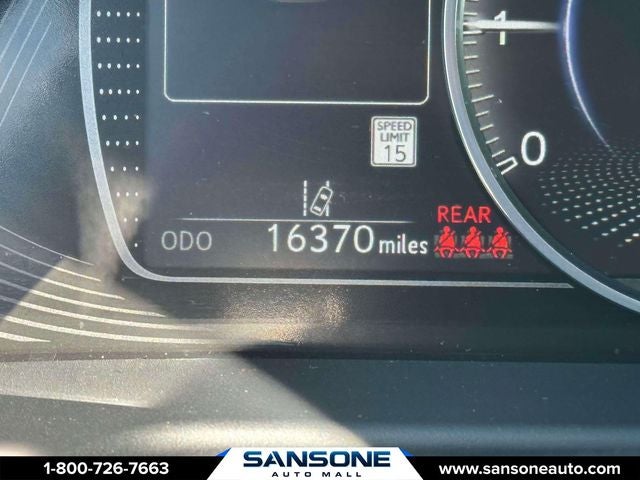 1
SPEED
LIMIT
15
0
REAR
ODO 16370 miles
1-800-726-7663 SANSONE AUTO MALL www.sansoneauto.com